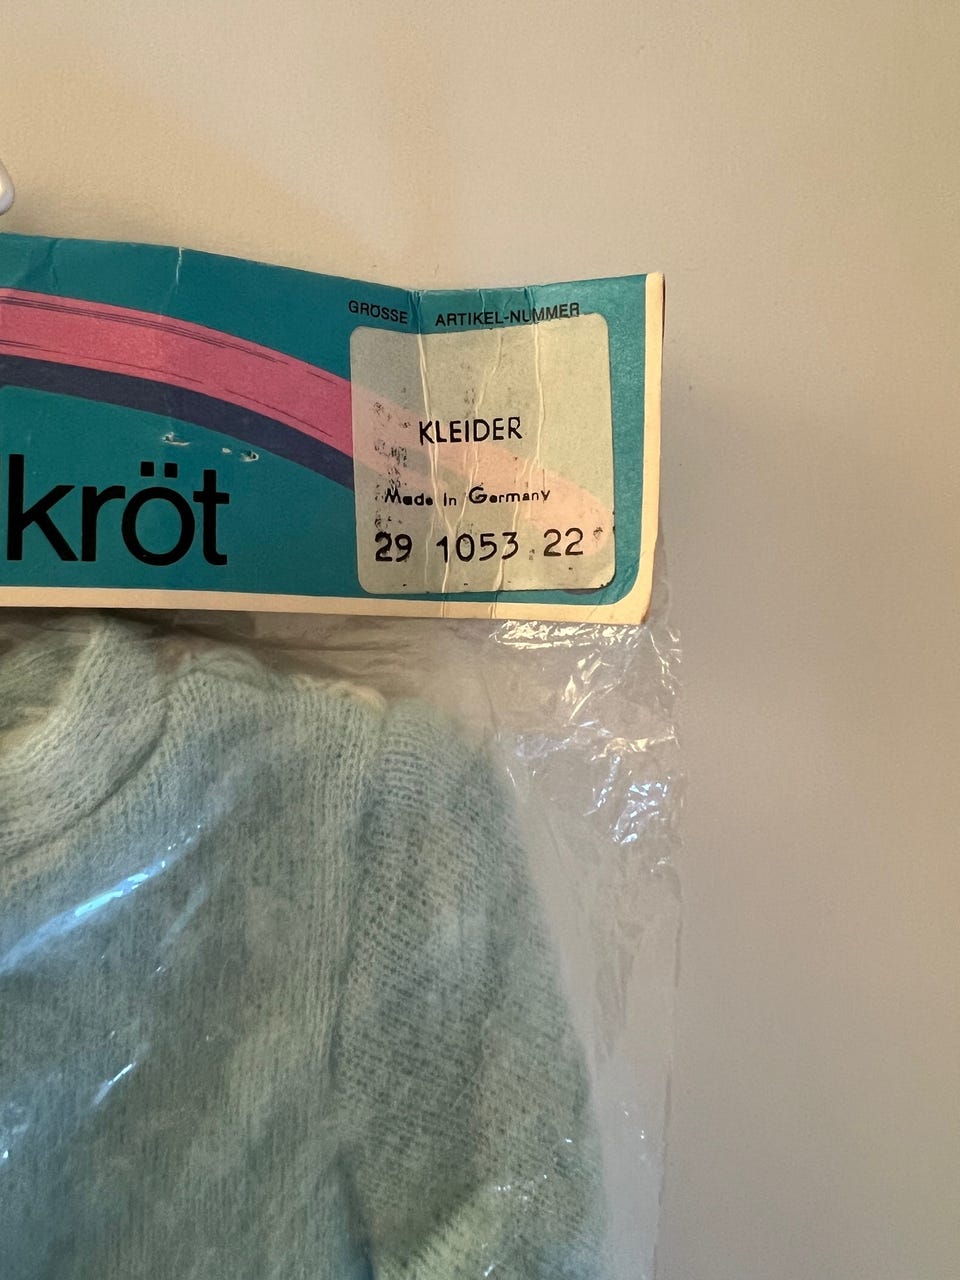 GRÖSSE ARTIKEL-NUMMER
KLEIDER
Made in Germany
29 1053 22
kröt